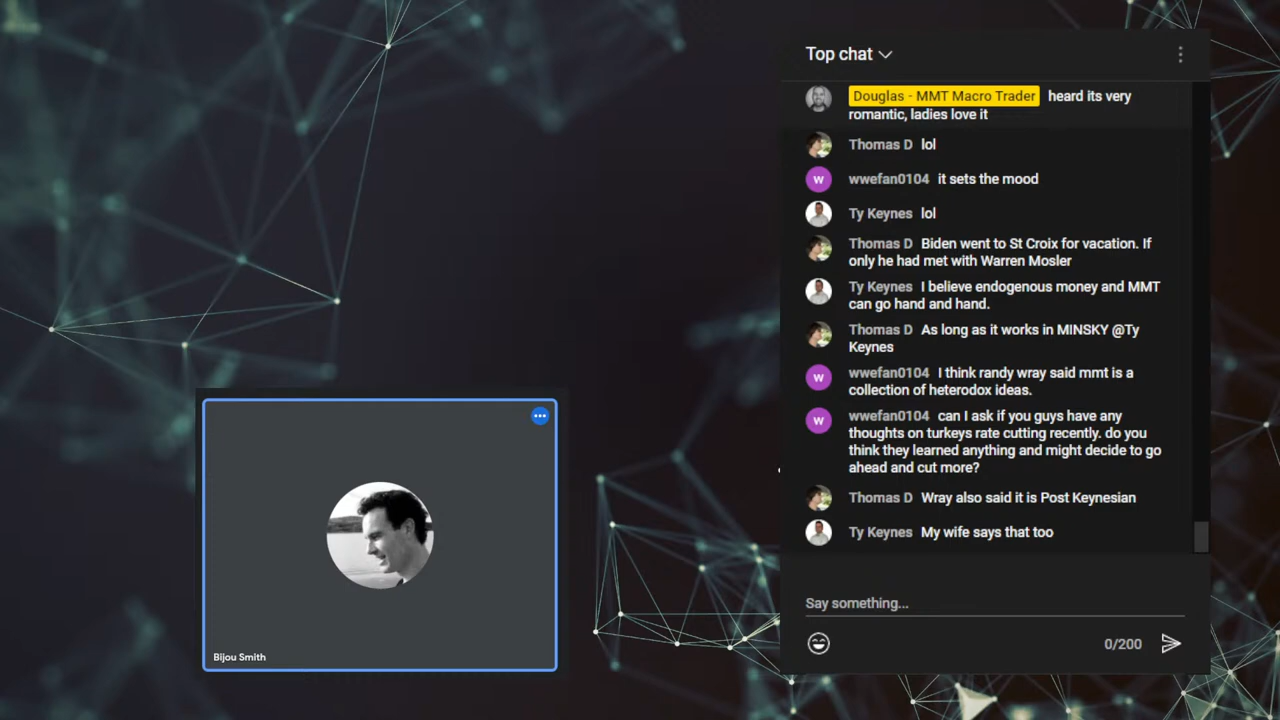 Top chat
Douglas - MMT Macro Trader heard its very
romantic, ladies love it
Thomas D lol
w wwefan0104 it sets the mood
Ty Keynes lol
Thomas D Biden went to St Croix for vacation. If
only he had met with Warren Mosler
Ty Keynes I believe endogenous money and MMT
can go hand and hand.
Thomas D As long as it works in MINSKY @Ty
Keynes
w wwefan0104 I think randy wray said mmt is a
collection of heterodox ideas.
w wwefan0104 can I ask if you guys have any
thoughts on turkeys rate cutting recently. do you
think they learned anything and might decide to go
ahead and cut more?
Thomas D Wray also said it is Post Keynesian
Ty Keynes My wife says that too
Say something...
0/200
Bijou Smith